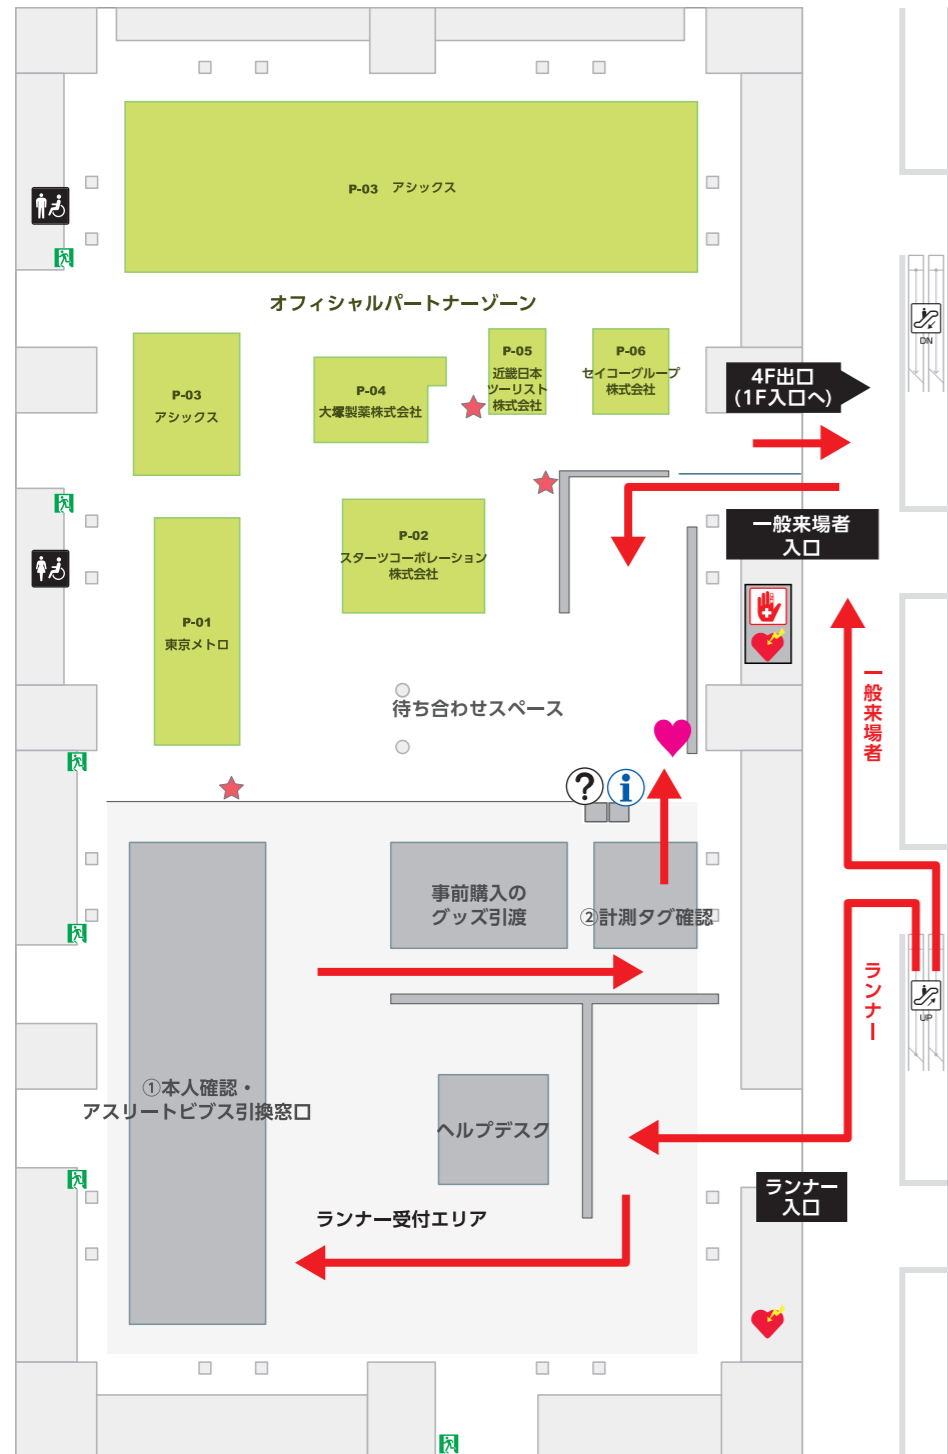 P-03 アシックス
オフィシャルパートナーゾーン
P-03
アシックス
P-04
大塚製薬株式会社
P-05
近畿日本
ツーリスト
株式会社
P-06
セイコーグループ
株式会社
4F出口
(1F入口へ)
DN
P-02
スターツコーポレーション
株式会社
一般来場者
入口
P-01
東京メトロ
待ち合わせスペース
一般来場者
?
i
事前購入の
グッズ引渡
②計測タグ確認
ランナー
UP
①本人確認・
アスリートビブス引換窓口
ヘルプデスク
ランナー
入口
ランナー受付エリア